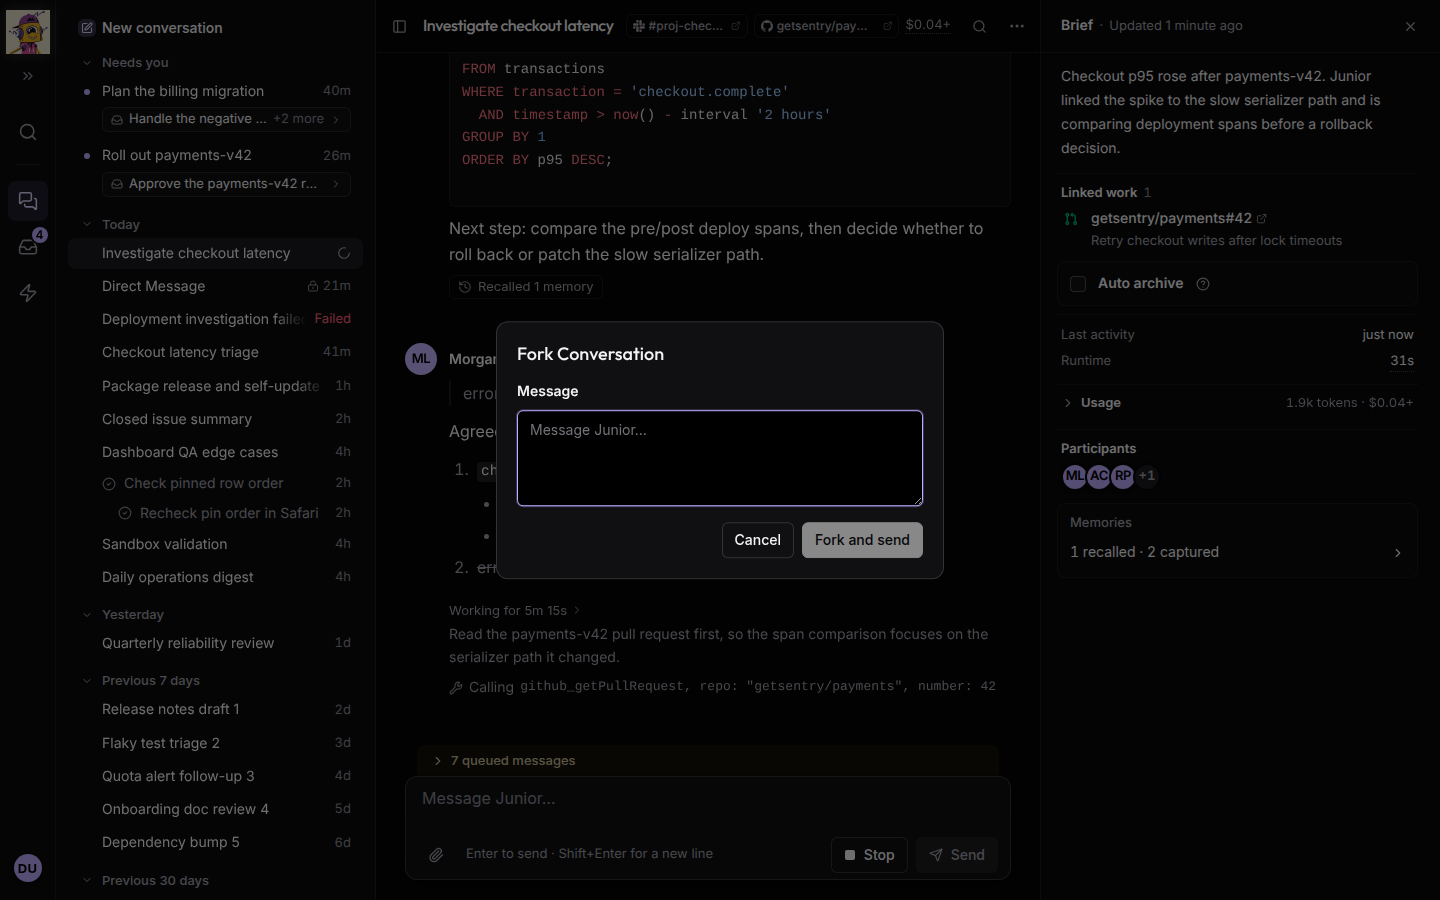 New conversation
Needs you
Plan the billing migration 40m
Handle the negative ... +2 more
Roll out payments-v42 26m
Approve the payments-v42 r...
Today
Investigate checkout latency
Direct Message 21m
Deployment investigation failed Failed
Checkout latency triage 41m
Package release and self-update 1h
Closed issue summary 2h
Dashboard QA edge cases 4h
Check pinned row order 2h
Recheck pin order in Safari 2h
Sandbox validation 4h
Daily operations digest 4h
Yesterday
Quarterly reliability review 1d
Previous 7 days
Release notes draft 1 2d
Flaky test triage 2 3d
Quota alert follow-up 3 4d
Onboarding doc review 4 5d
Dependency bump 5 6d
Previous 30 days
4
DU
Investigate checkout latency #proj-chec... getsentry/pay... $0.04+
FROM transactions
WHERE transaction = 'checkout.complete'
AND timestamp > now() - interval '2 hours'
GROUP BY 1
ORDER BY p95 DESC;
Next step: compare the pre/post deploy spans, then decide whether to
roll back or patch the slow serializer path.
Recalled 1 memory
ML Morgan
error
Agreed
1. ch
2. err
Fork Conversation
Message
Message Junior...
Cancel Fork and send
Working for 5m 15s
Read the payments-v42 pull request first, so the span comparison focuses on the
serializer path it changed.
Calling github_getPullRequest, repo: "getsentry/payments", number: 42
7 queued messages
Message Junior...
Enter to send · Shift+Enter for a new line Stop Send
Brief · Updated 1 minute ago
Checkout p95 rose after payments-v42. Junior
linked the spike to the slow serializer path and is
comparing deployment spans before a rollback
decision.
Linked work 1
getsentry/payments#42
Retry checkout writes after lock timeouts
Auto archive
Last activity just now
Runtime 31s
Usage 1.9k tokens · $0.04+
Participants
ML AC RP +1
Memories
1 recalled · 2 captured